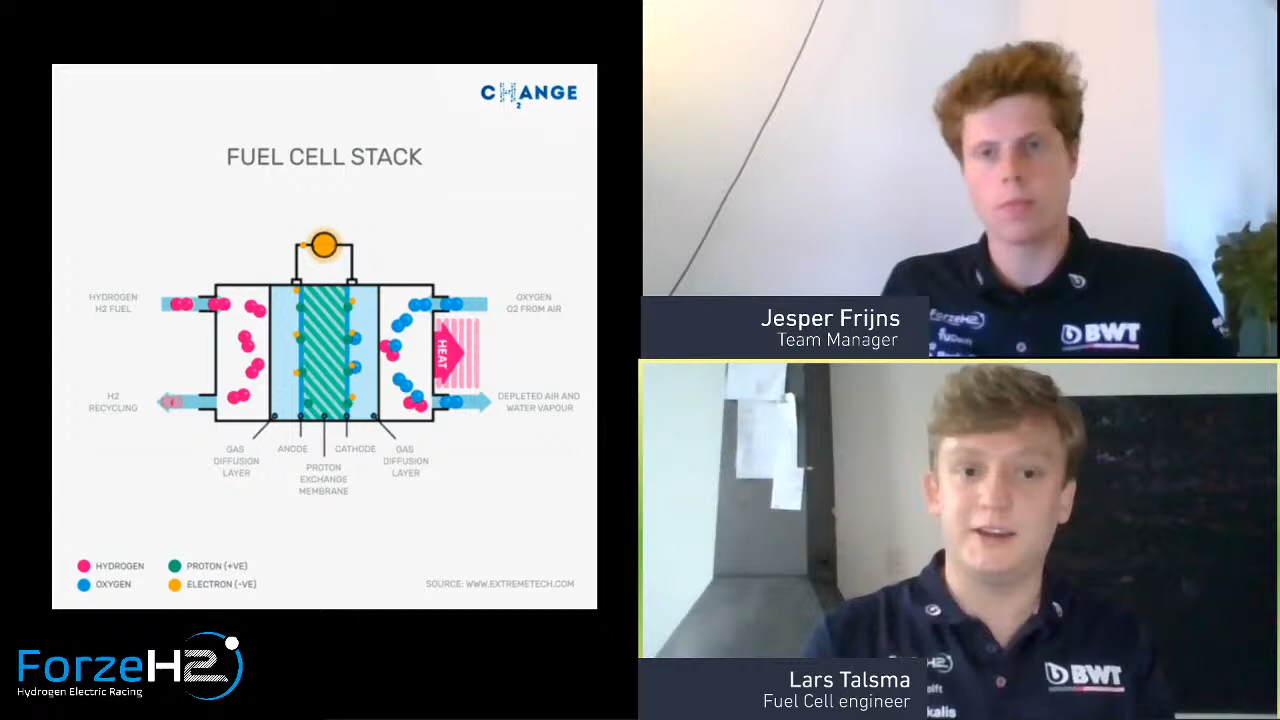 CH2ANGE
FUEL CELL STACK
HYDROGEN
H2 FUEL
OXYGEN
O2 FROM AIR
HEAT
H2
RECYCLING
DEPLETED AIR AND
WATER VAPOUR
GAS
DIFFUSION
LAYER
ANODE
PROTON
EXCHANGE
MEMBRANE
CATHODE
GAS
DIFFUSION
LAYER
HYDROGEN
PROTON (+VE)
OXYGEN
ELECTRON (-VE)
SOURCE: WWW.EXTREMETECH.COM
ForzeH2
Hydrogen Electric Racing
ForzeH2
BWT
Jesper Frijns
Team Manager
BWT
Lars Talsma
Fuel Cell engineer